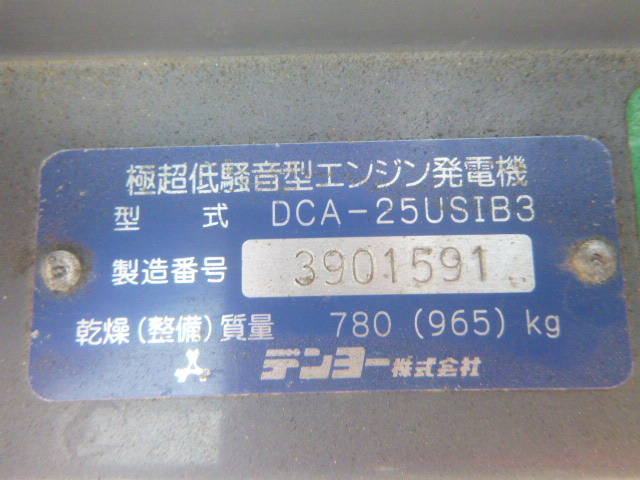 極超低騒音型エンジン発電機
型式 DCA-25USIB3
製造番号 3901591
乾燥(整備)質量 780 (965) kg
デンヨー株式会社